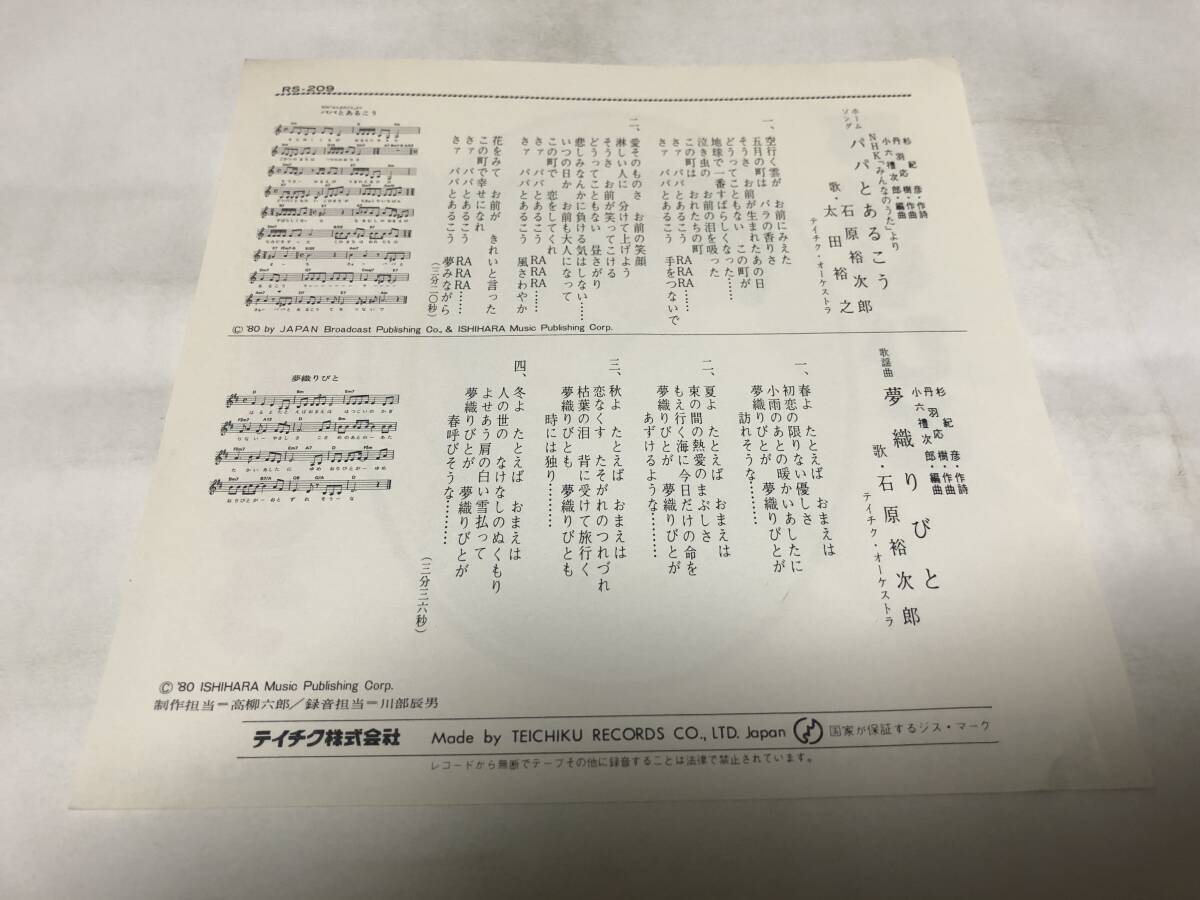 RS-209
ホームソング
NHK「みんなのうた」より
パパとあるこう
杉紀彦・作詩
丹羽応樹・作曲
小六禮次郎・編曲
歌・石原裕次郎
太田裕之
テイチク・オーケストラ
一、空行く雲が お前にみえた
五月の町は バラの香りさ
そうさ お前が生まれたあの日
どうってこともない この町が
地球で一番すばらしくなった……
泣き虫の お前の涙を吸った
この町は おれたちの町
さァ パパとあるこう RARA……
さァ パパとあるこう 手をつないで
二、愛そのものさ お前の笑顔
淋しい人に 分けて上げよう
そうさ お前が笑ってこける
どうってこともない 昼さがり
悲しみなんかに負ける気はしない……
いつの日か お前も大人になって
この町で 恋をしてくれ
さァ パパとあるこう RARA……
さァ パパとあるこう 風さわやか
花をみて お前が きれいと言った
この町で幸せになれ
さァ パパとあるこう RARA……
さァ パパとあるこう 夢みながら
(三分二〇秒)
パパとあるこう
© '80 by JAPAN Broadcast Publishing Co., & ISHIHARA Music Publishing Corp.
歌謡曲
夢織りびと
杉紀彦・作詩
丹羽応樹・作曲
小六禮次郎・編曲
歌・石原裕次郎
テイチク・オーケストラ
一、春よ たとえば おまえは
初恋の限りない優しさ
小雨のあとの暖かいあしたに
夢織りびとが 夢織りびとが
訪れそうな………
二、夏よ たとえば おまえは
束の間の熱愛のまぶしさ
もえ行く海に今日だけの命を
夢織りびとが 夢織りびとが
あずけるような………
三、秋よ たとえば おまえは
恋なくす たそがれのつれづれ
枯葉の泪 背に受けて旅行く
夢織りびとも 夢織りびとも
時には独り………
四、冬よ たとえば おまえは
人の世の なけなしのぬくもり
よせあう肩の白い雪払って
夢織りびとが 夢織りびとが
春呼びそうな………
(三分三六秒)
夢織りびと
© '80 ISHIHARA Music Publishing Corp.
制作担当=高柳六郎/録音担当=川部辰男
テイチク株式会社 Made by TEICHIKU RECORDS CO., LTD. Japan 国家が保証するジス・マーク
レコードから無断でテープその他に録音することは法律で禁止されています。